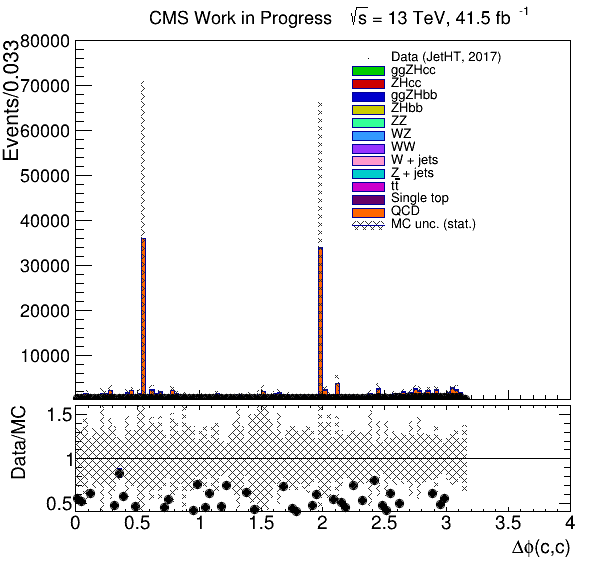 CMS Work in Progress √s = 13 TeV, 41.5 fb -1
80000
70000
60000
50000
40000
30000
20000
10000
Events/0.033
Data (JetHT, 2017)
ggZHcc
ZHcc
ggZHbb
ZHbb
ZZ
WZ
WW
W + jets
Z + jets
tt̅
Single top
QCD
MC unc. (stat.)
1.5
1
0.5
Data/MC
0 0.5 1 1.5 2 2.5 3 3.5 4
Δϕ(c,c)